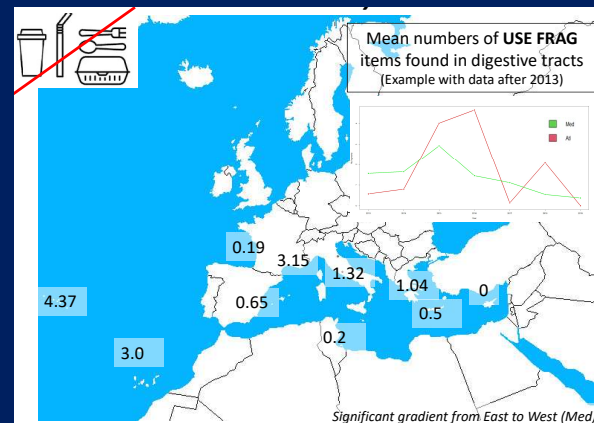 Mean numbers of USE FRAG
items found in digestive tracts
(Example with data after 2013)
Med
Atl
0.19
3.15
1.32
1.04
0
4.37
0.65
0.5
0.2
3.0
Significant gradient from East to West (Med)